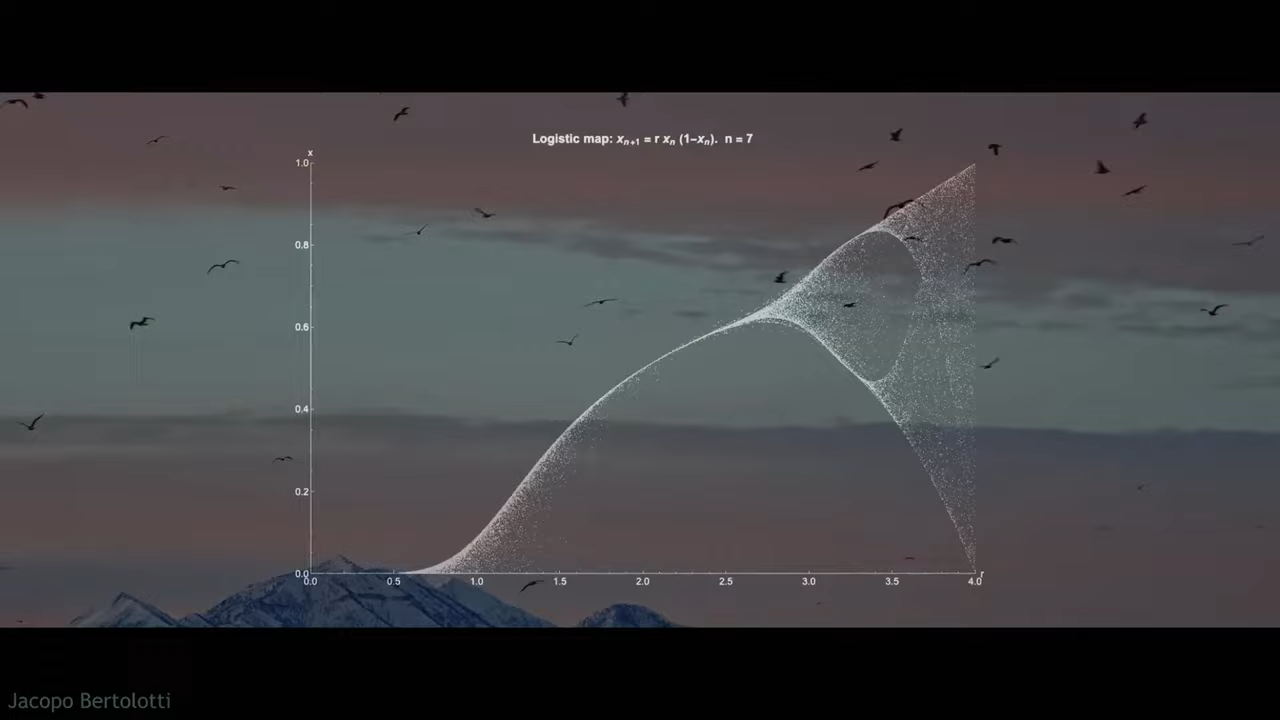 Logistic map: xₙ₊₁ = r xₙ (1−xₙ). n = 7
x
1.0
0.8
0.6
0.4
0.2
0.0
0.0 0.5 1.0 1.5 2.0 2.5 3.0 3.5 4.0 r
Jacopo Bertolotti